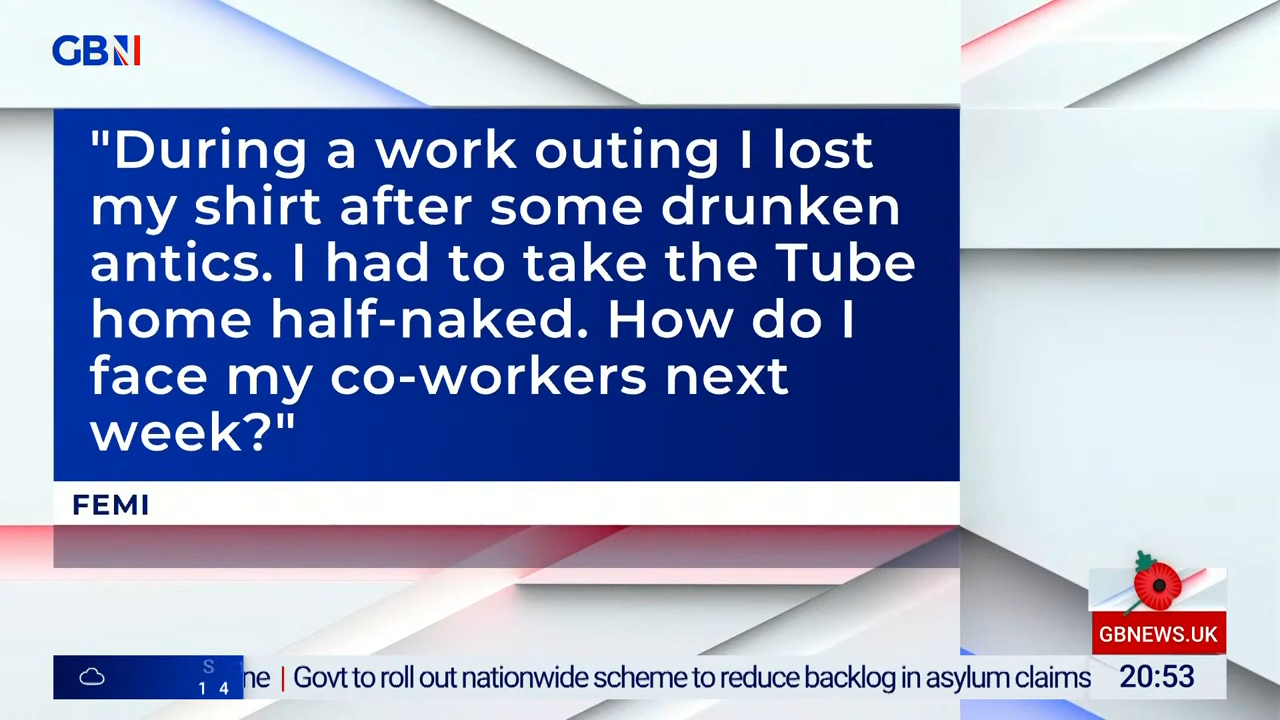 GBN
"During a work outing I lost
my shirt after some drunken
antics. I had to take the Tube
home half-naked. How do I
face my co-workers next
week?"
FEMI
GBNEWS.UK
S
14
ne | Govt to roll out nationwide scheme to reduce backlog in asylum claims
20:53